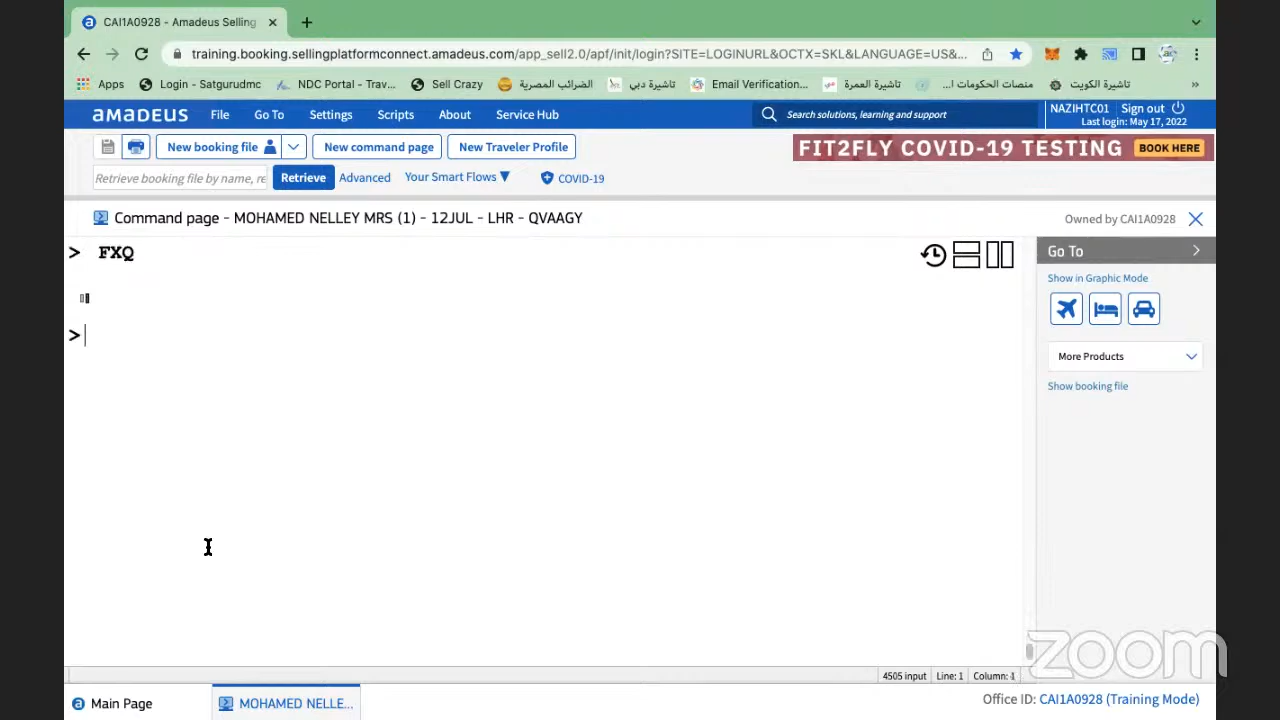 CAI1A0928 - Amadeus Selling
training.booking.sellingplatformconnect.amadeus.com/app_sell2.0/apf/init/login?SITE=LOGINURL&OCTX=SKL&LANGUAGE=US&...
Apps Login - Satgurudmc NDC Portal - Trav... Sell Crazy الضرائب المصرية تاشيرة دبي Email Verification... تاشيرة العمرة منصات الحكومات ا... تاشيرة الكويت »
amadeus File Go To Settings Scripts About Service Hub Search solutions, learning and support NAZIHTC01 Sign out
Last login: May 17, 2022
New booking file New command page New Traveler Profile FIT2FLY COVID-19 TESTING BOOK HERE
Retrieve booking file by name, re Retrieve Advanced Your Smart Flows COVID-19
Command page - MOHAMED NELLEY MRS (1) - 12JUL - LHR - QVAAGY Owned by CAI1A0928
> FXQ
Go To
Show in Graphic Mode
>
More Products
Show booking file
zoom
4505 input Line: 1 Column: 1
Main Page MOHAMED NELLE... Office ID: CAI1A0928 (Training Mode)